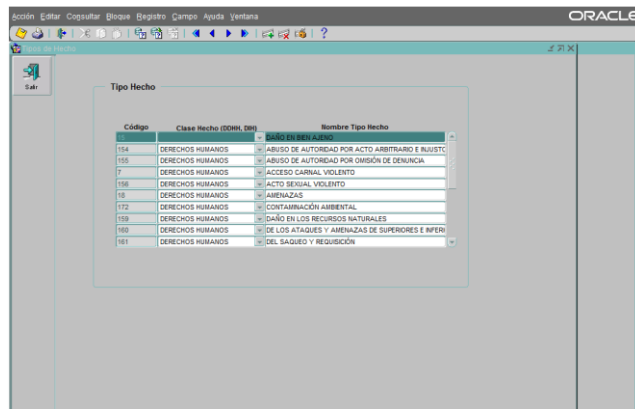 Acción Editar Consultar Bloque Registro Campo Ayuda Ventana
ORACLE
Tipos de Hecho
Salir
Tipo Hecho
Código Clase Hecho (DDHH, DIH) Nombre Tipo Hecho
DAÑO EN BIEN AJENO
154 DERECHOS HUMANOS ABUSO DE AUTORIDAD POR ACTO ARBITRARIO E INJUSTO
155 DERECHOS HUMANOS ABUSO DE AUTORIDAD POR OMISIÓN DE DENUNCIA
7 DERECHOS HUMANOS ACCESO CARNAL VIOLENTO
156 DERECHOS HUMANOS ACTO SEXUAL VIOLENTO
18 DERECHOS HUMANOS AMENAZAS
172 DERECHOS HUMANOS CONTAMINACIÓN AMBIENTAL
159 DERECHOS HUMANOS DAÑO EN LOS RECURSOS NATURALES
160 DERECHOS HUMANOS DE LOS ATAQUES Y AMENAZAS DE SUPERIORES E INFERI
161 DERECHOS HUMANOS DEL SAQUEO Y REQUISICIÓN